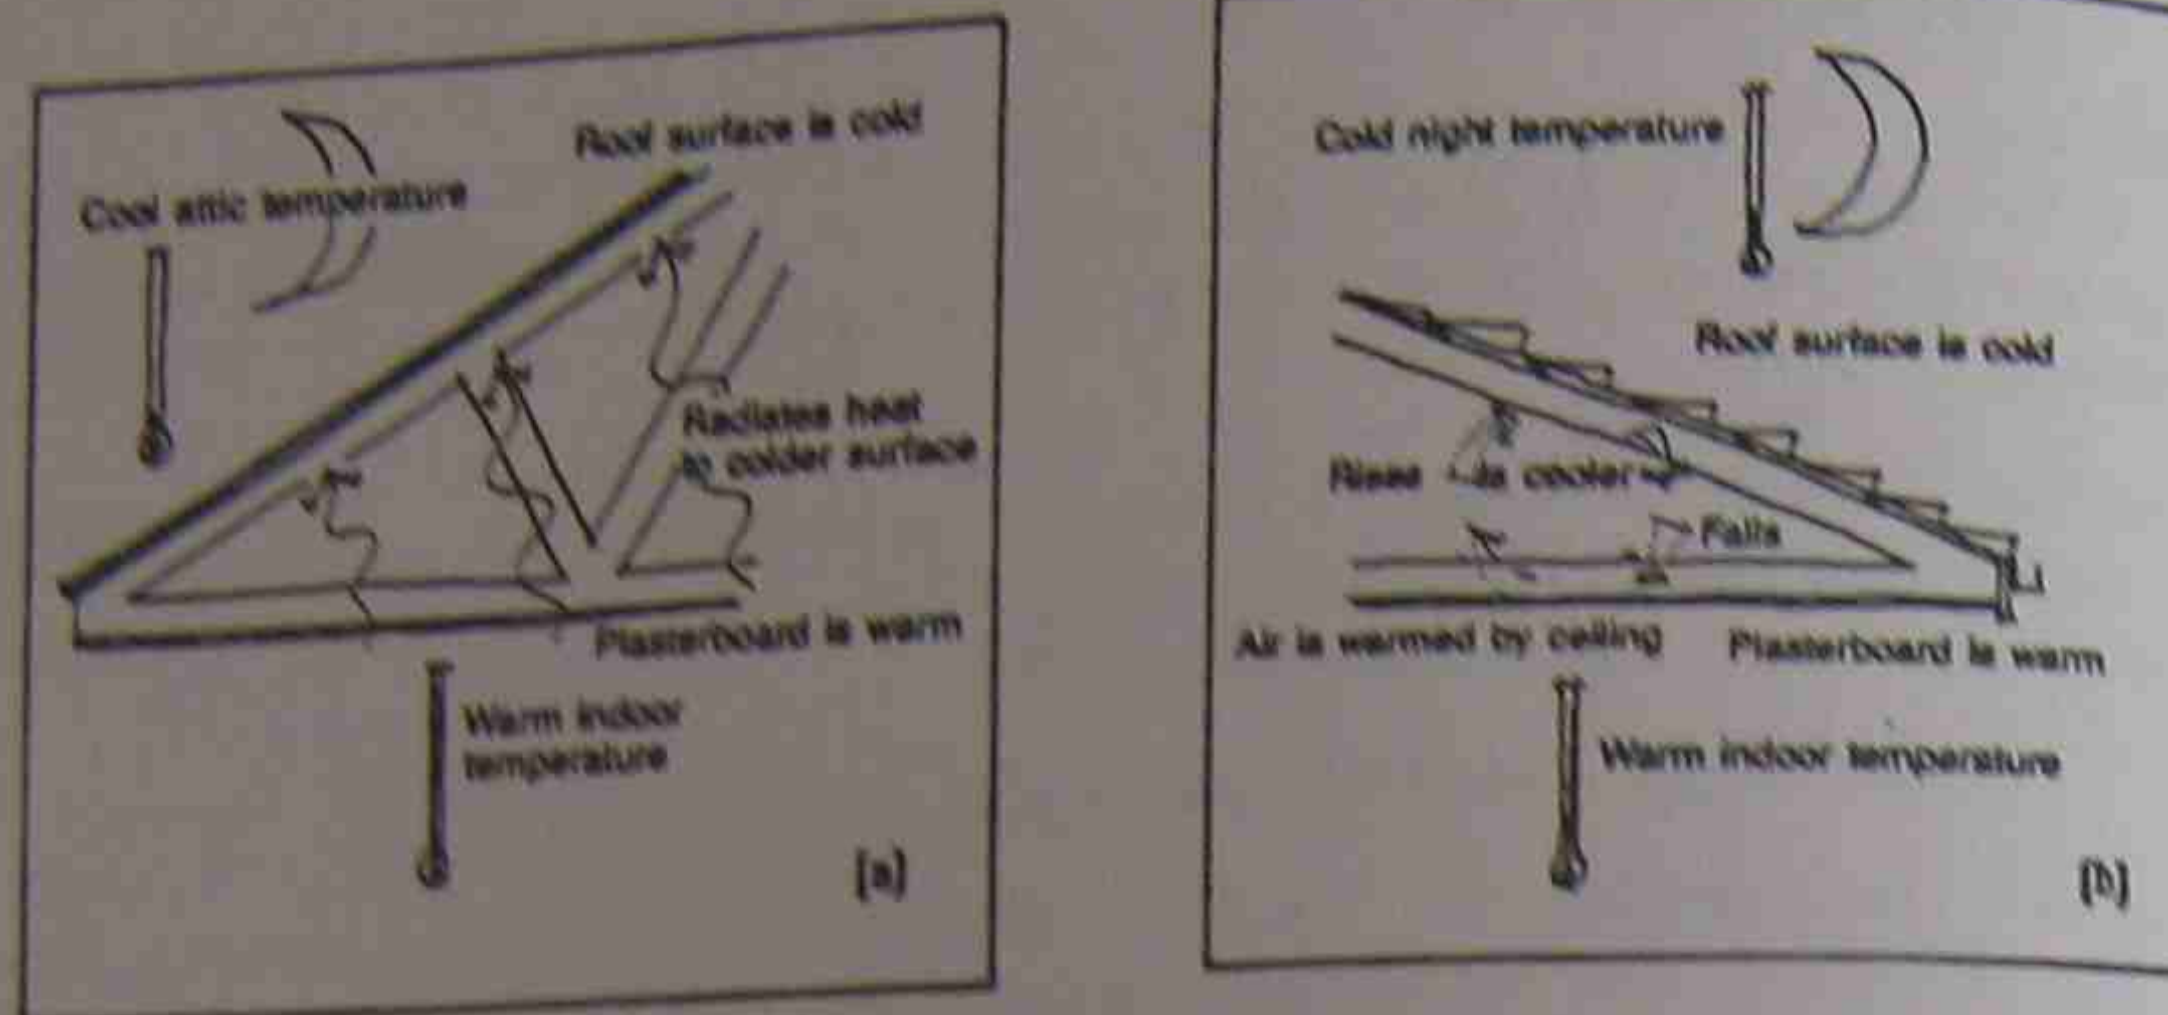 Roof surface is cold
Cool attic temperature
Radiates heat
to colder surface
Plasterboard is warm
Warm indoor
temperature
[a]
Cold night temperature
Roof surface is cold
Rises
is cooler
Falls
Air is warmed by ceiling
Plasterboard is warm
Warm indoor temperature
[b]